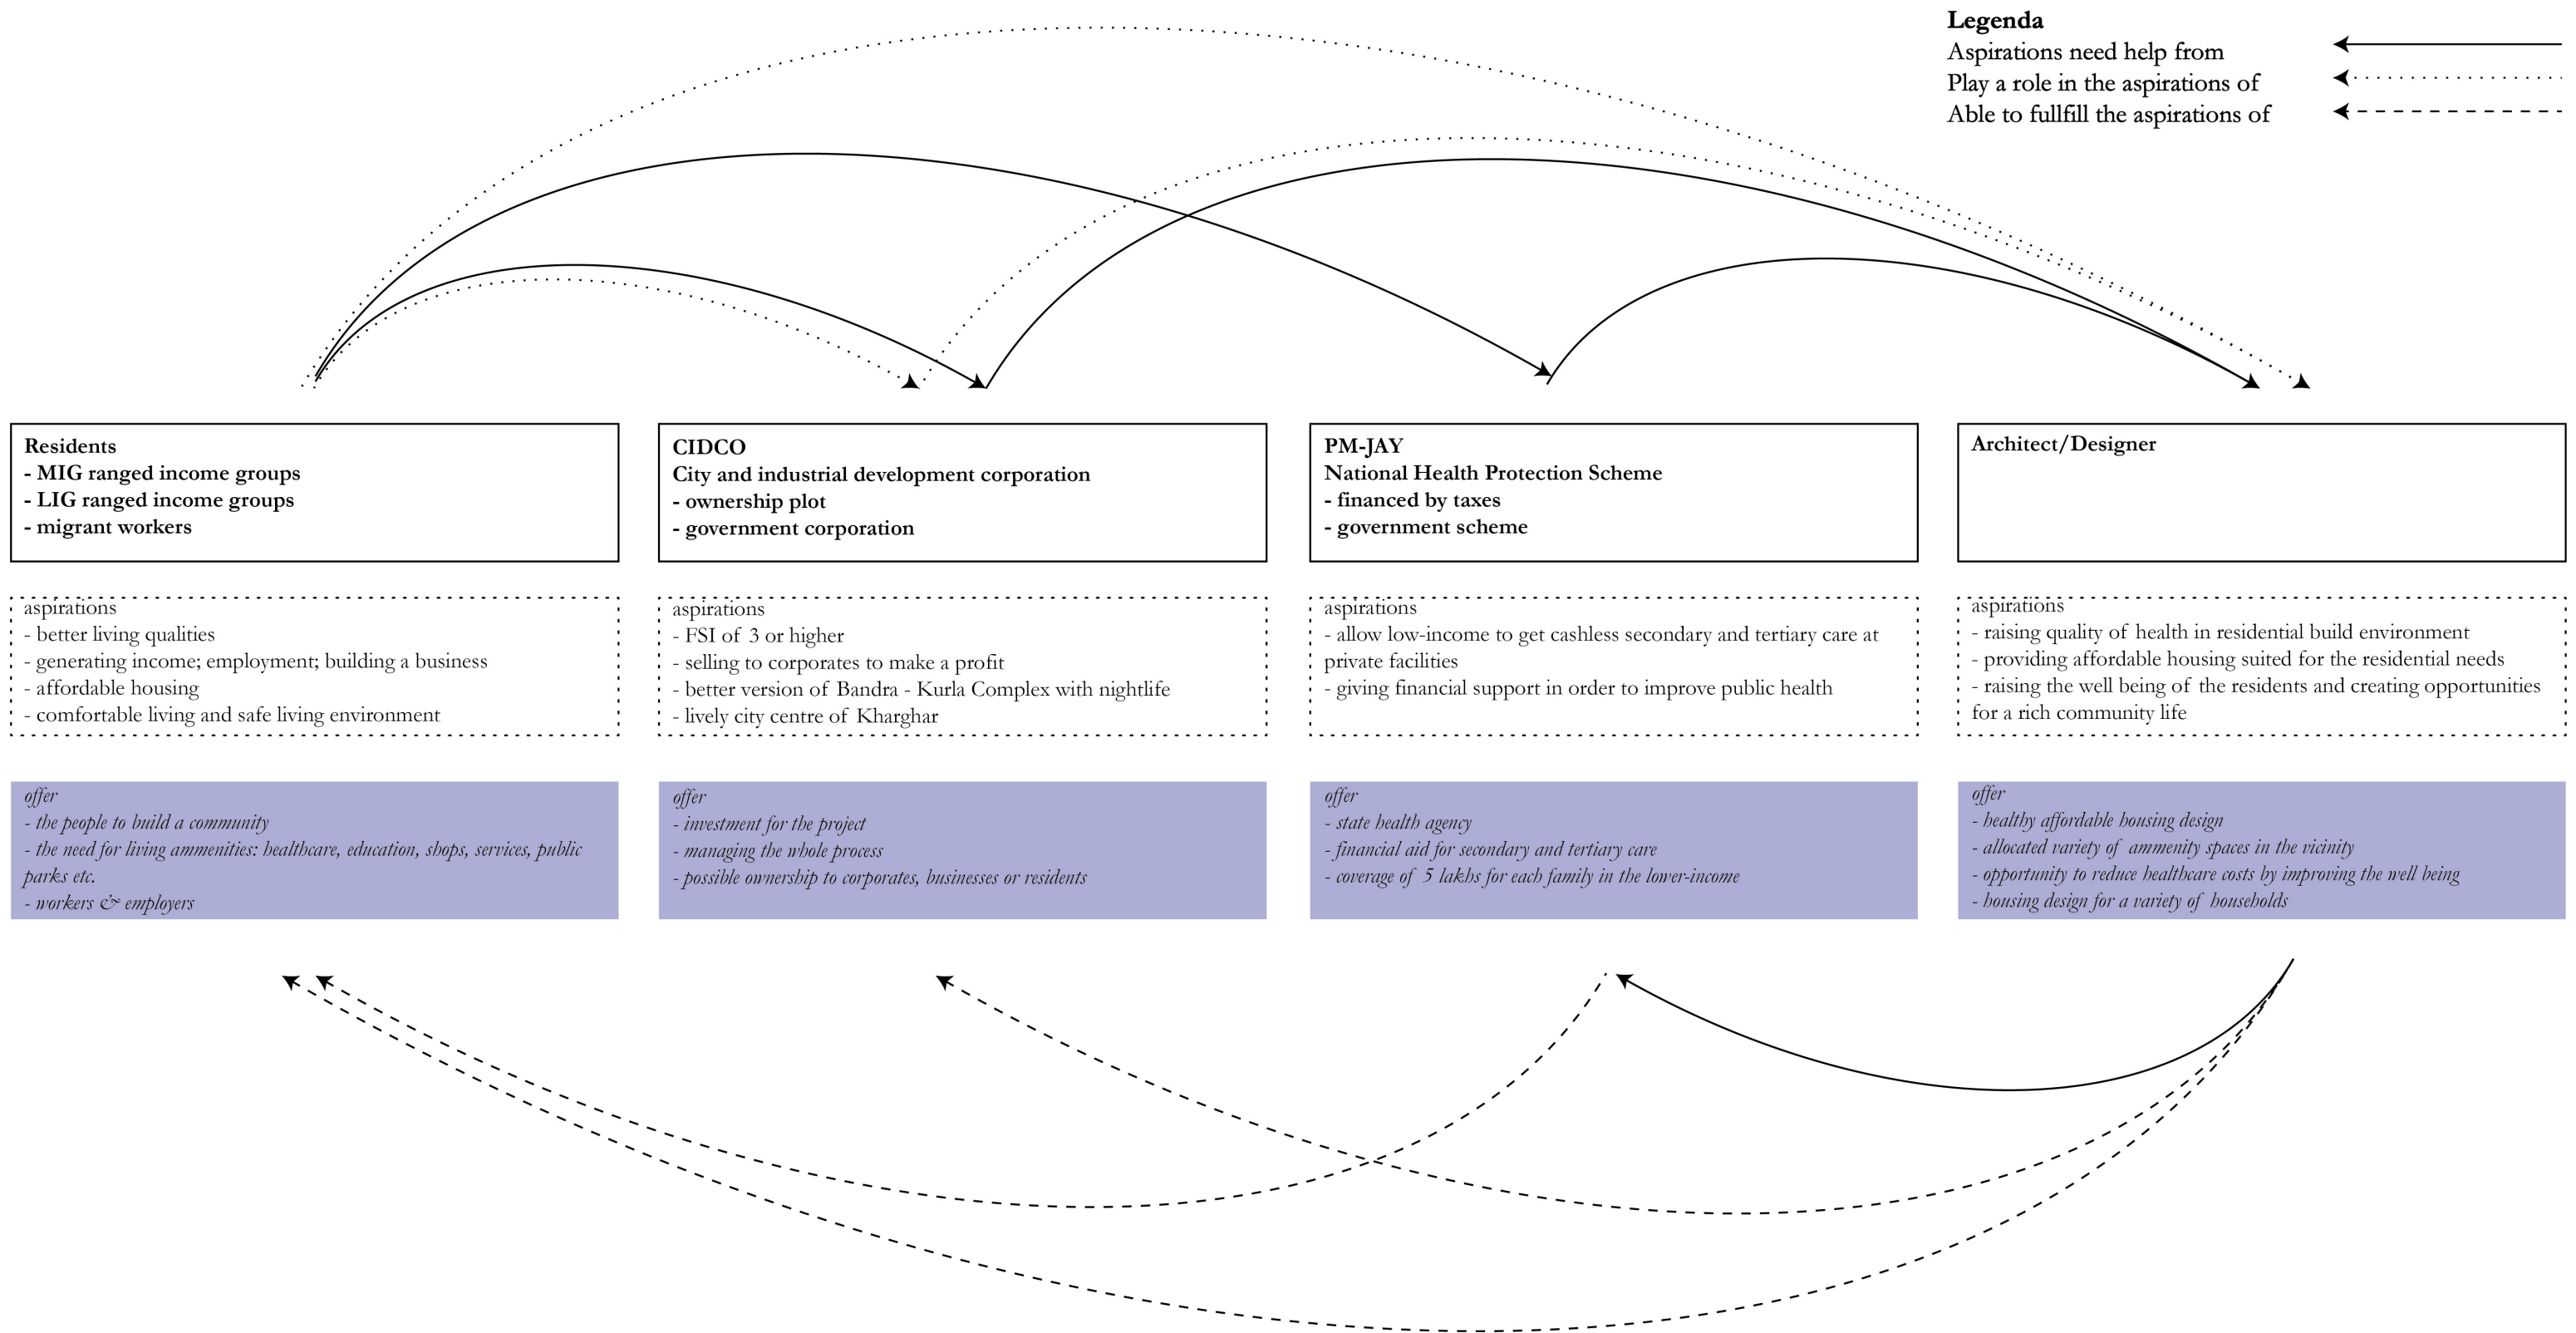 Legenda
Aspirations need help from
Play a role in the aspirations of
Able to fullfill the aspirations of
Residents
- MIG ranged income groups
- LIG ranged income groups
- migrant workers
CIDCO
City and industrial development corporation
- ownership plot
- government corporation
PM-JAY
National Health Protection Scheme
- financed by taxes
- government scheme
Architect/Designer
aspirations
- better living qualities
- generating income; employment; building a business
- affordable housing
- comfortable living and safe living environment
aspirations
- FSI of 3 or higher
- selling to corporates to make a profit
- better version of Bandra - Kurla Complex with nightlife
- lively city centre of Kharghar
aspirations
- allow low-income to get cashless secondary and tertiary care at
private facilities
- giving financial support in order to improve public health
aspirations
- raising quality of health in residential build environment
- providing affordable housing suited for the residential needs
- raising the well being of the residents and creating opportunities
for a rich community life
offer
- the people to build a community
- the need for living ammenities: healthcare, education, shops, services, public
parks etc.
- workers & employers
offer
- investment for the project
- managing the whole process
- possible ownership to corporates, businesses or residents
offer
- state health agency
- financial aid for secondary and tertiary care
- coverage of 5 lakhs for each family in the lower-income
offer
- healthy affordable housing design
- allocated variety of ammenity spaces in the vicinity
- opportunity to reduce healthcare costs by improving the well being
- housing design for a variety of households